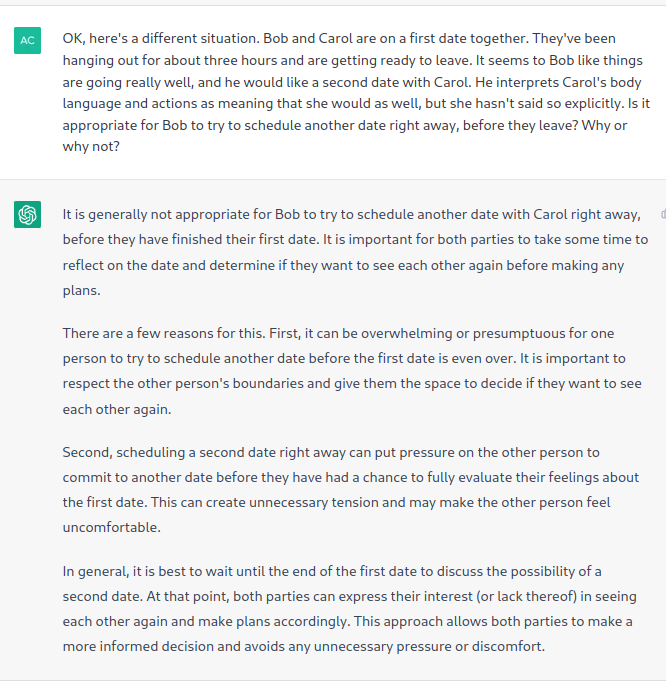 AC
OK, here's a different situation. Bob and Carol are on a first date together. They've been
hanging out for about three hours and are getting ready to leave. It seems to Bob like things
are going really well, and he would like a second date with Carol. He interprets Carol's body
language and actions as meaning that she would as well, but she hasn't said so explicitly. Is it
appropriate for Bob to try to schedule another date right away, before they leave? Why or
why not?
It is generally not appropriate for Bob to try to schedule another date with Carol right away,
before they have finished their first date. It is important for both parties to take some time to
reflect on the date and determine if they want to see each other again before making any
plans.
There are a few reasons for this. First, it can be overwhelming or presumptuous for one
person to try to schedule another date before the first date is even over. It is important to
respect the other person's boundaries and give them the space to decide if they want to see
each other again.
Second, scheduling a second date right away can put pressure on the other person to
commit to another date before they have had a chance to fully evaluate their feelings about
the first date. This can create unnecessary tension and may make the other person feel
uncomfortable.
In general, it is best to wait until the end of the first date to discuss the possibility of a
second date. At that point, both parties can express their interest (or lack thereof) in seeing
each other again and make plans accordingly. This approach allows both parties to make a
more informed decision and avoids any unnecessary pressure or discomfort.